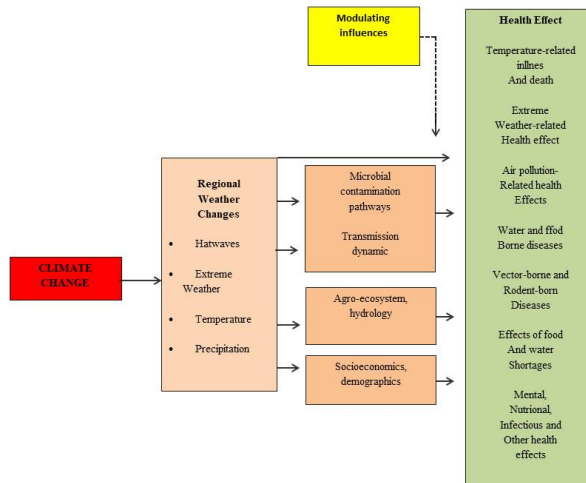 Modulating
influences
Health Effect
Temperature-related
inllnes
And death
Extreme
Weather-related
Health effect
Air pollution-
Related health
Effects
Water and ffod
Borne diseases
Vector-borne and
Rodent-born
Diseases
Effects of food
And water
Shortages
Mental,
Nutrional,
Infectious and
Other health
effects
Regional
Weather
Changes
• Hatwaves
• Extreme
Weather
• Temperature
• Precipitation
Microbial
contamination
pathways
Transmission
dynamic
CLIMATE
CHANGE
Agro-ecosystem,
hydrology
Socioeconomics,
demographics